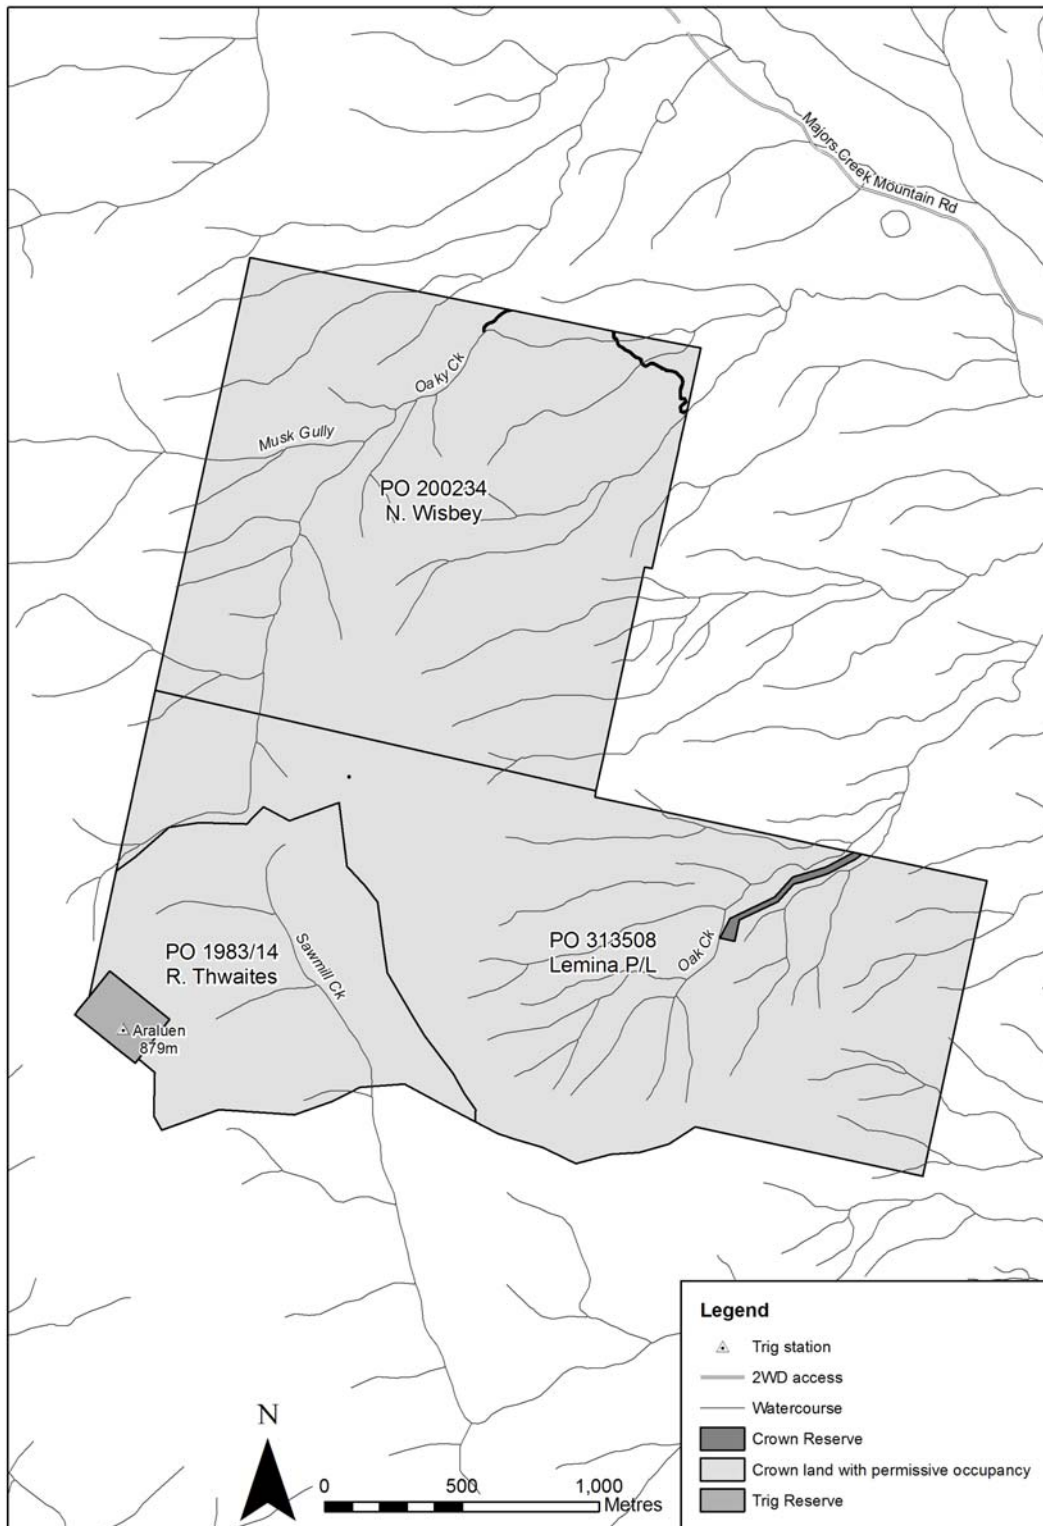 Majors Creek Mountain Rd
Oaky Ck
Musk Gully
PO 200234
N. Wisbey
PO 1983/14
R. Thwaites
Sawmill Ck
PO 313508
Lemina P/L
Oak Ck
Araluen
879m
N
0 500 1,000
Metres
Legend
Trig station
2WD access
Watercourse
Crown Reserve
Crown land with permissive occupancy
Trig Reserve